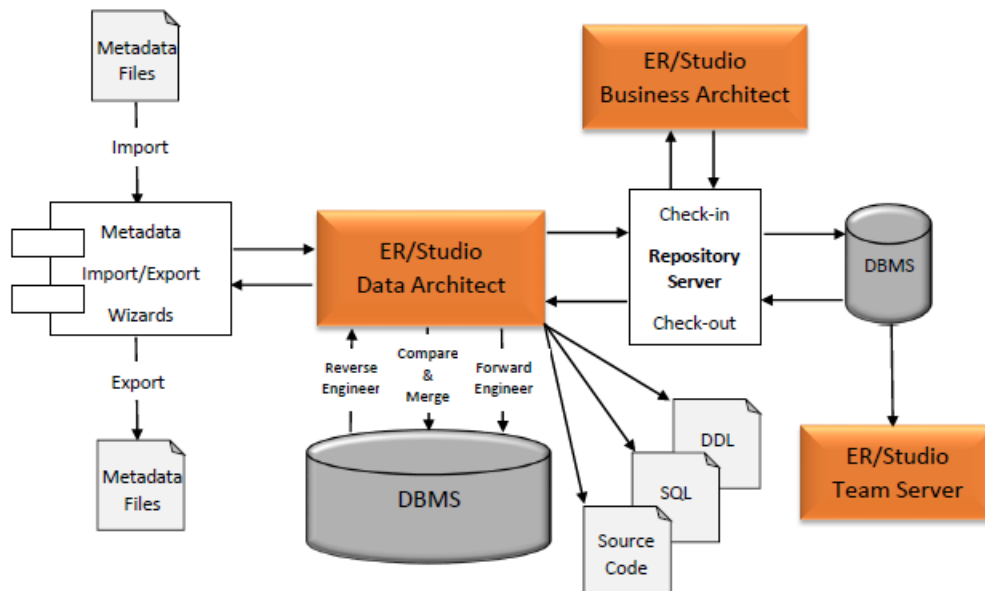 Metadata
Files
Import
Metadata
Import/Export
Wizards
Export
Metadata
Files
ER/Studio
Data Architect
Reverse
Engineer
Compare
&
Merge
Forward
Engineer
DBMS
ER/Studio
Business Architect
Check-in
Repository
Server
Check-out
DBMS
ER/Studio
Team Server
DDL
SQL
Source
Code